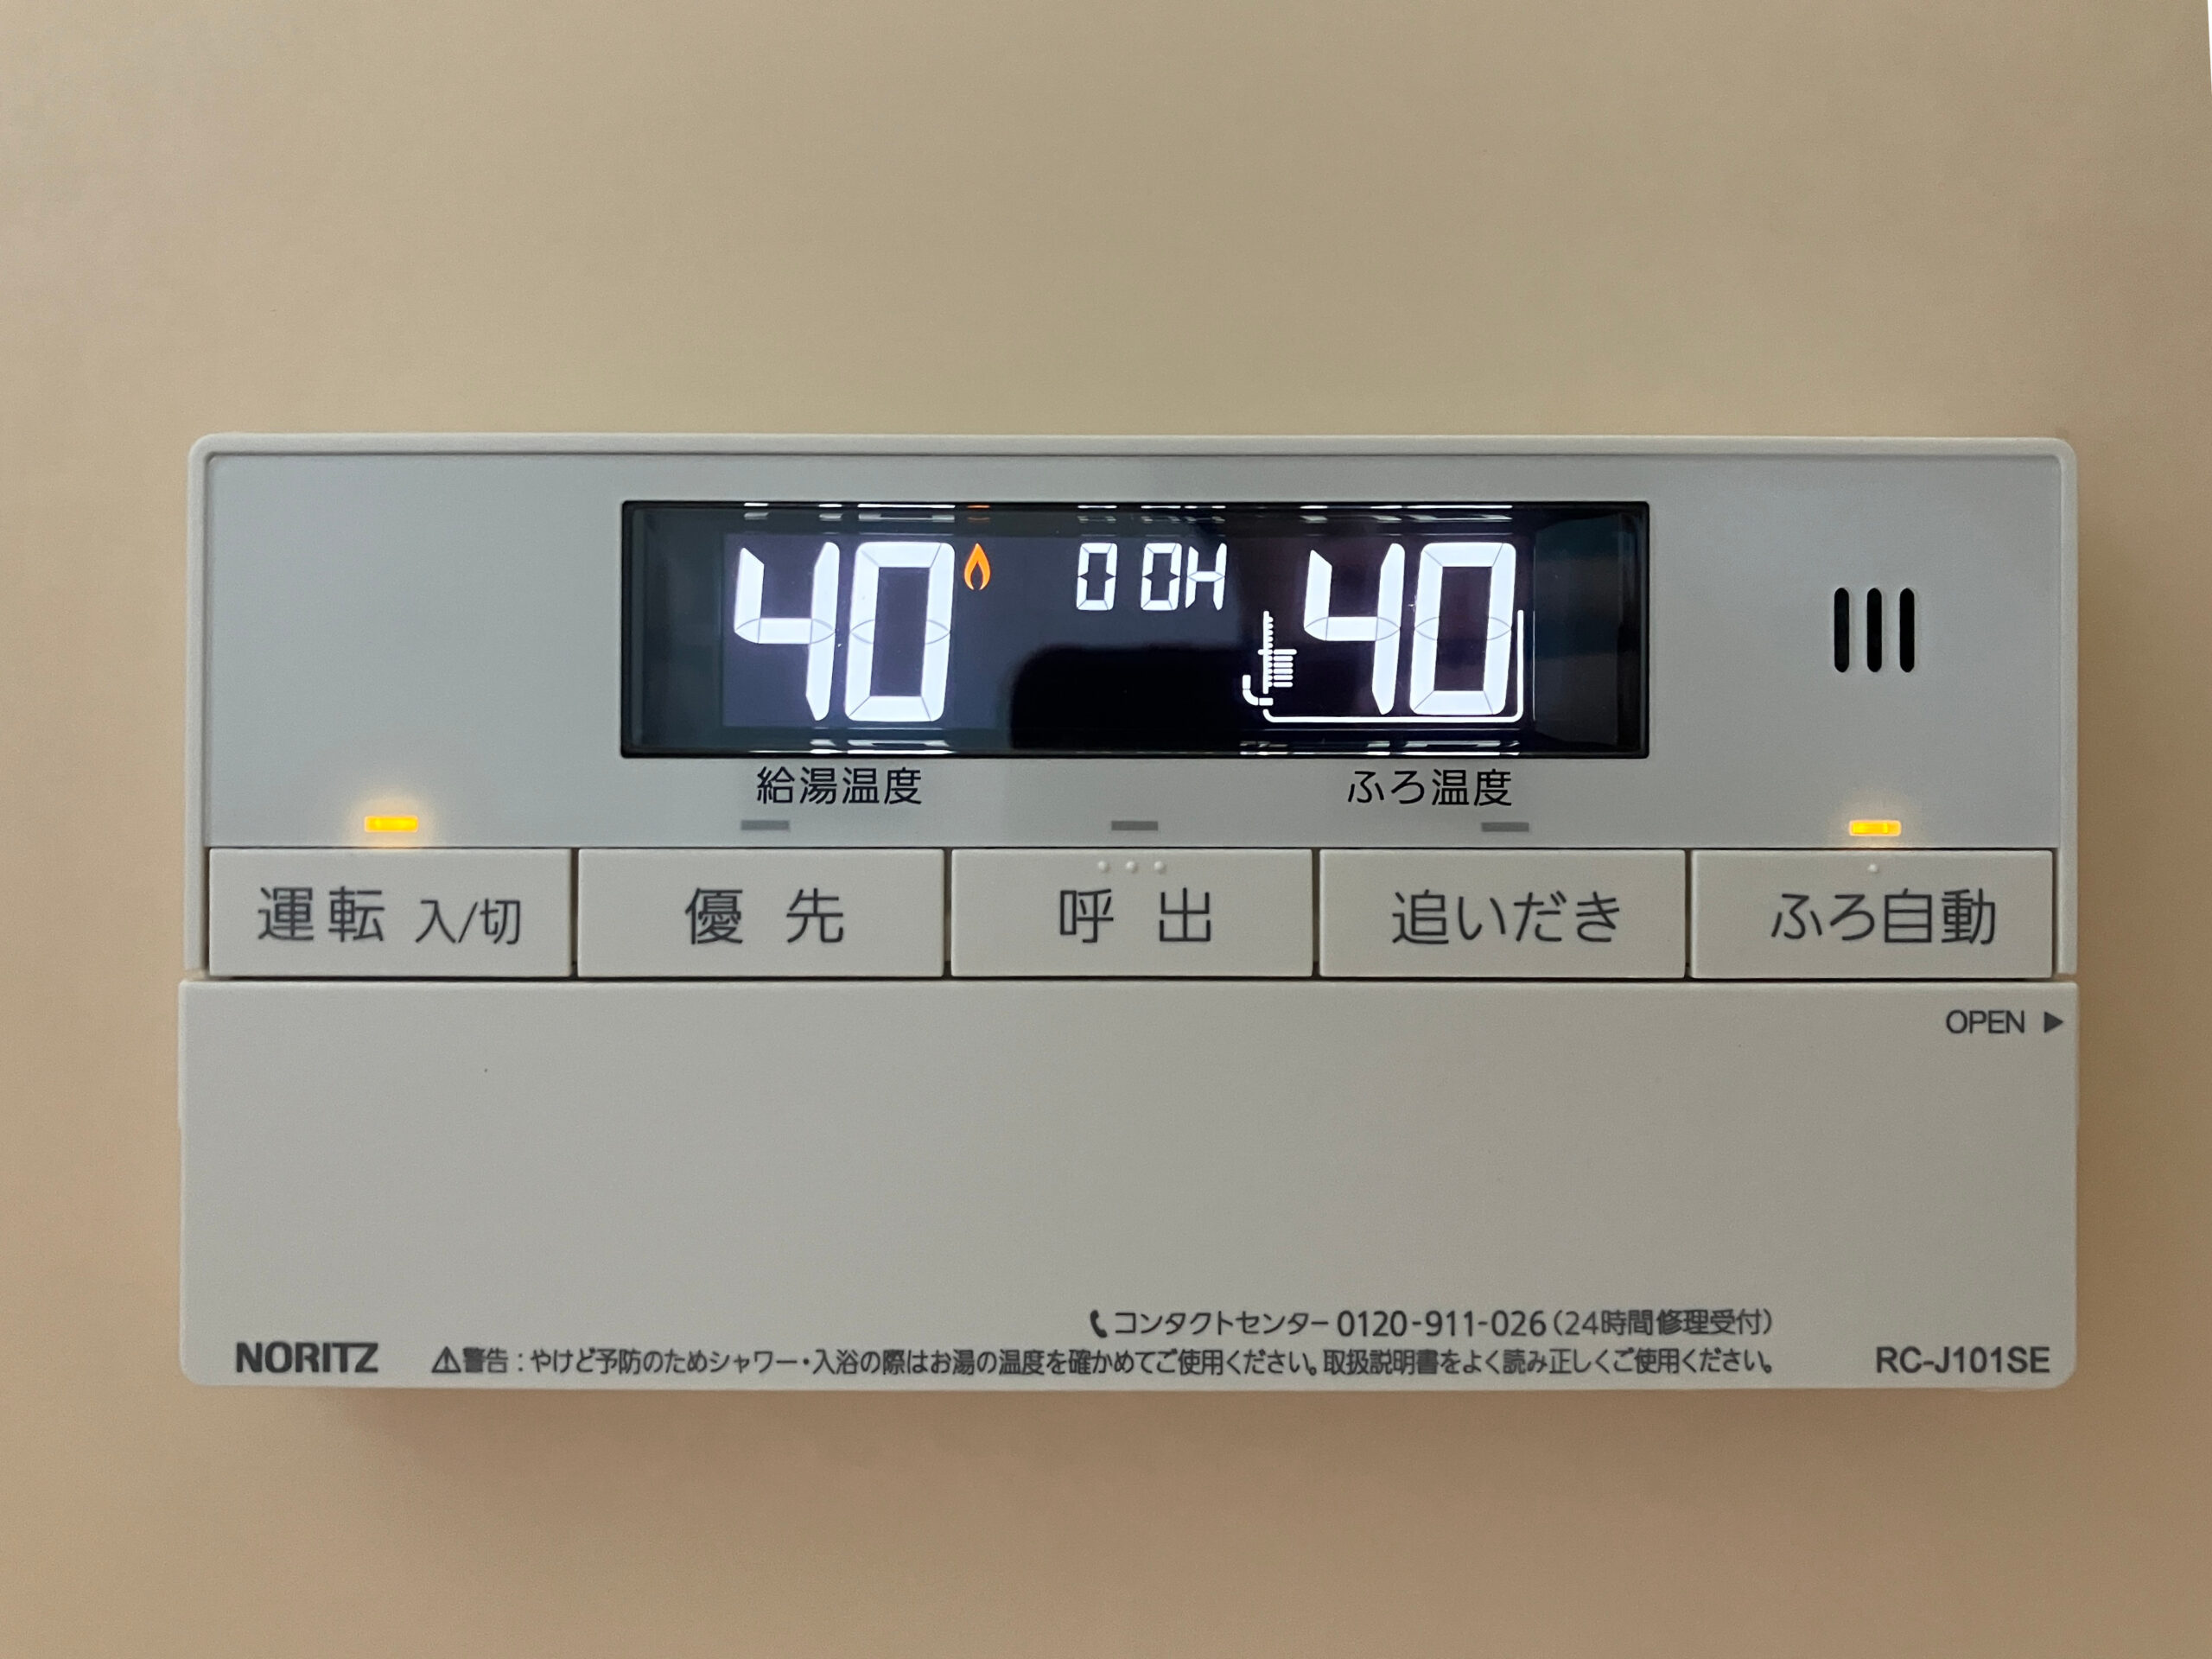 40 0 0H 40
給湯温度 ふろ温度
運転 入/切 優先 呼出 追いだき ふろ自動
OPEN ▶
コンタクトセンター 0120-911-026(24時間修理受付)
NORITZ ⚠警告:やけど予防のためシャワー・入浴の際はお湯の温度を確かめてご使用ください。取扱説明書をよく読み正しくご使用ください。 RC-J101SE